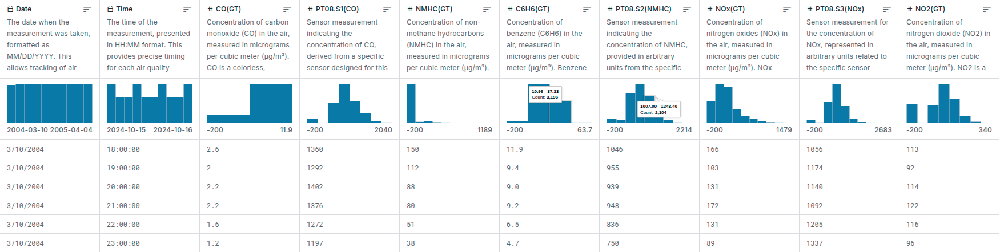 Date
The date when the
measurement was taken,
formatted as
MM/DD/YYYY. This
allows tracking of air
2004-03-10 2005-04-04
Time
The time of the
measurement, presented
in HH:MM format. This
provides precise timing
for each air quality
2024-10-15 2024-10-16
# CO(GT)
Concentration of carbon
monoxide (CO) in the air,
measured in micrograms
per cubic meter (µg/m³).
CO is a colorless,
-200 11.9
# PT08.S1(CO)
Sensor measurement
indicating the
concentration of CO,
derived from a specific
sensor designed for this
-200 2040
# NMHC(GT)
Concentration of non-
methane hydrocarbons
(NMHC) in the air,
measured in micrograms
per cubic meter (µg/m³).
-200 1189
# C6H6(GT)
Concentration of
benzene (C6H6) in the
air, measured in
micrograms per cubic
meter (µg/m³). Benzene
10.96 - 37.33
Count: 3,196
-200 63.7
# PT08.S2(NMHC)
Sensor measurement
indicating the
concentration of NMHC,
provided in arbitrary
units from the specific
1007.00 - 1248.40
Count: 2,104
-200 2214
# NOx(GT)
Concentration of
nitrogen oxides (NOx) in
the air, measured in
micrograms per cubic
meter (µg/m³). NOx
-200 1479
# PT08.S3(NOx)
Sensor measurement for
the concentration of
NOx, represented in
arbitrary units related to
the specific sensor
-200 2683
# NO2(GT)
Concentration of
nitrogen dioxide (NO2) in
the air, measured in
micrograms per cubic
meter (µg/m³). NO2 is a
-200 340
3/10/2004 18:00:00 2.6 1360 150 11.9 1046 166 1056 113
3/10/2004 19:00:00 2 1292 112 9.4 955 103 1174 92
3/10/2004 20:00:00 2.2 1402 88 9.0 939 131 1140 114
3/10/2004 21:00:00 2.2 1376 80 9.2 948 172 1092 122
3/10/2004 22:00:00 1.6 1272 51 6.5 836 131 1205 116
3/10/2004 23:00:00 1.2 1197 38 4.7 750 89 1337 96